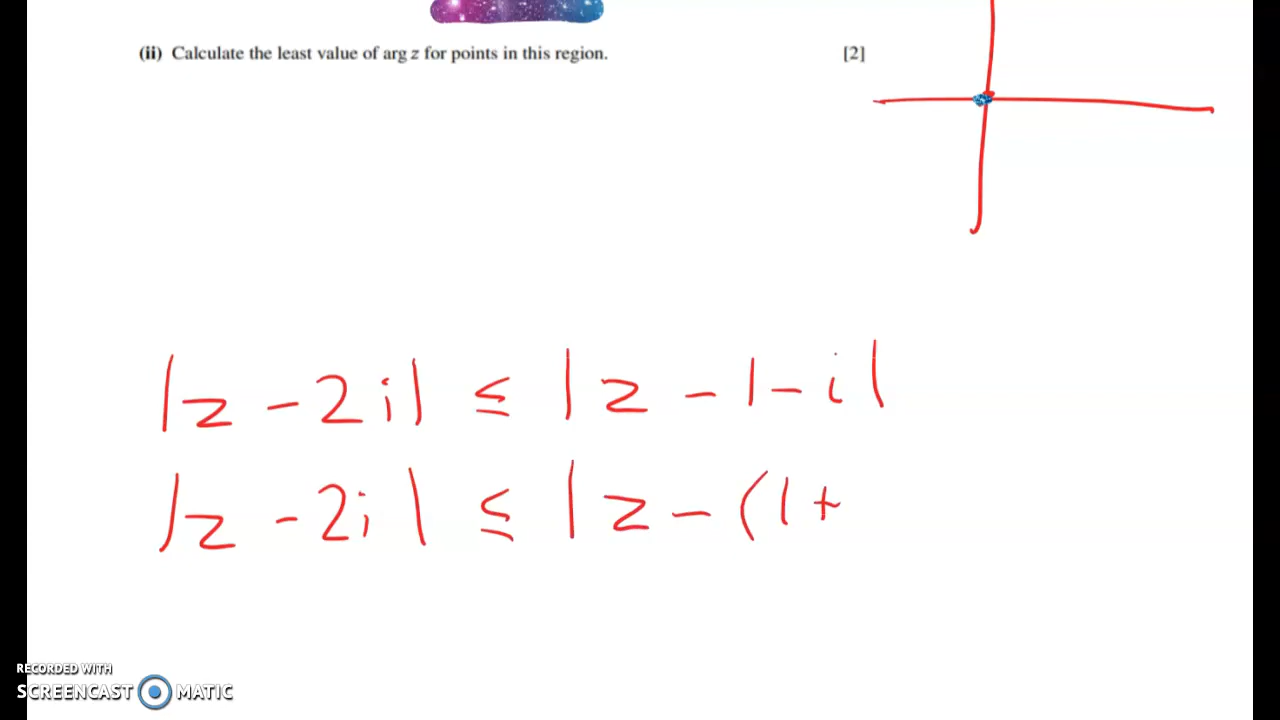 (ii) Calculate the least value of arg z for points in this region. [2]
|z - 2i| ≤ |z - 1 - i|
|z - 2i| ≤ |z - (1 +
RECORDED WITH
SCREENCAST MATIC